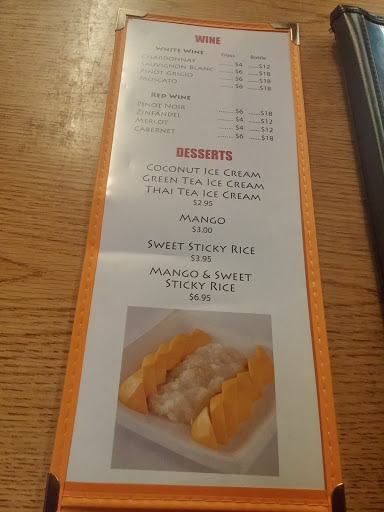 WINE
WHITE WINE Glass Bottle
CHARDONNAY ...... $4 ......$12
SAUVIGNON BLANC ...... $6 ......$18
PINOT GRIGIO ...... $6 ......$18
MOSCATO ...... $6 ......$18
RED WINE
PINOT NOIR ........$6 ......$18
ZINFANDEL ........$4 ......$12
MERLOT ........$4 ......$12
CABERNET ........$6 ......$18
DESSERTS
COCONUT ICE CREAM
GREEN TEA ICE CREAM
THAI TEA ICE CREAM
$2.95
MANGO
$3.00
SWEET STICKY RICE
$3.95
MANGO & SWEET
STICKY RICE
$6.95